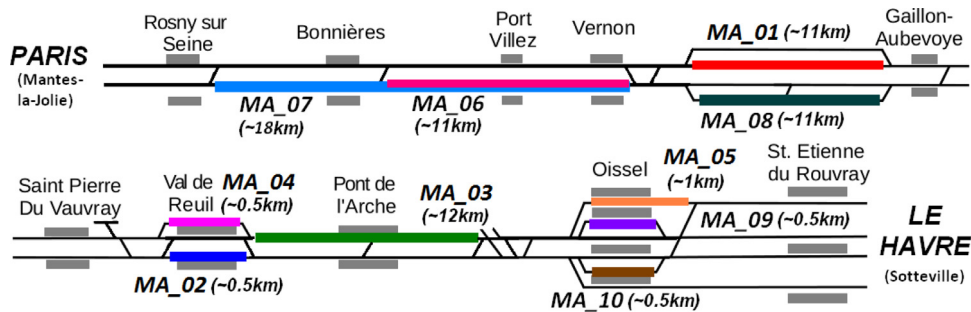 PARIS
(Mantes-
la-Jolie)
Rosny sur
Seine
Bonnières
Port
Villez
Vernon
MA_01 (~11km)
Gaillon-
Aubevoye
MA_07
(~18km)
MA_06
(~11km)
MA_08 (~11km)
Saint Pierre
Du Vauvray
Val de
Reuil
MA_04
(~0.5km)
Pont de
l'Arche
MA_03
(~12km)
Oissel
MA_05
(~1km)
St. Etienne
du Rouvray
MA_09 (~0.5km)
LE
HAVRE
(Sotteville)
MA_02 (~0.5km)
MA_10 (~0.5km)